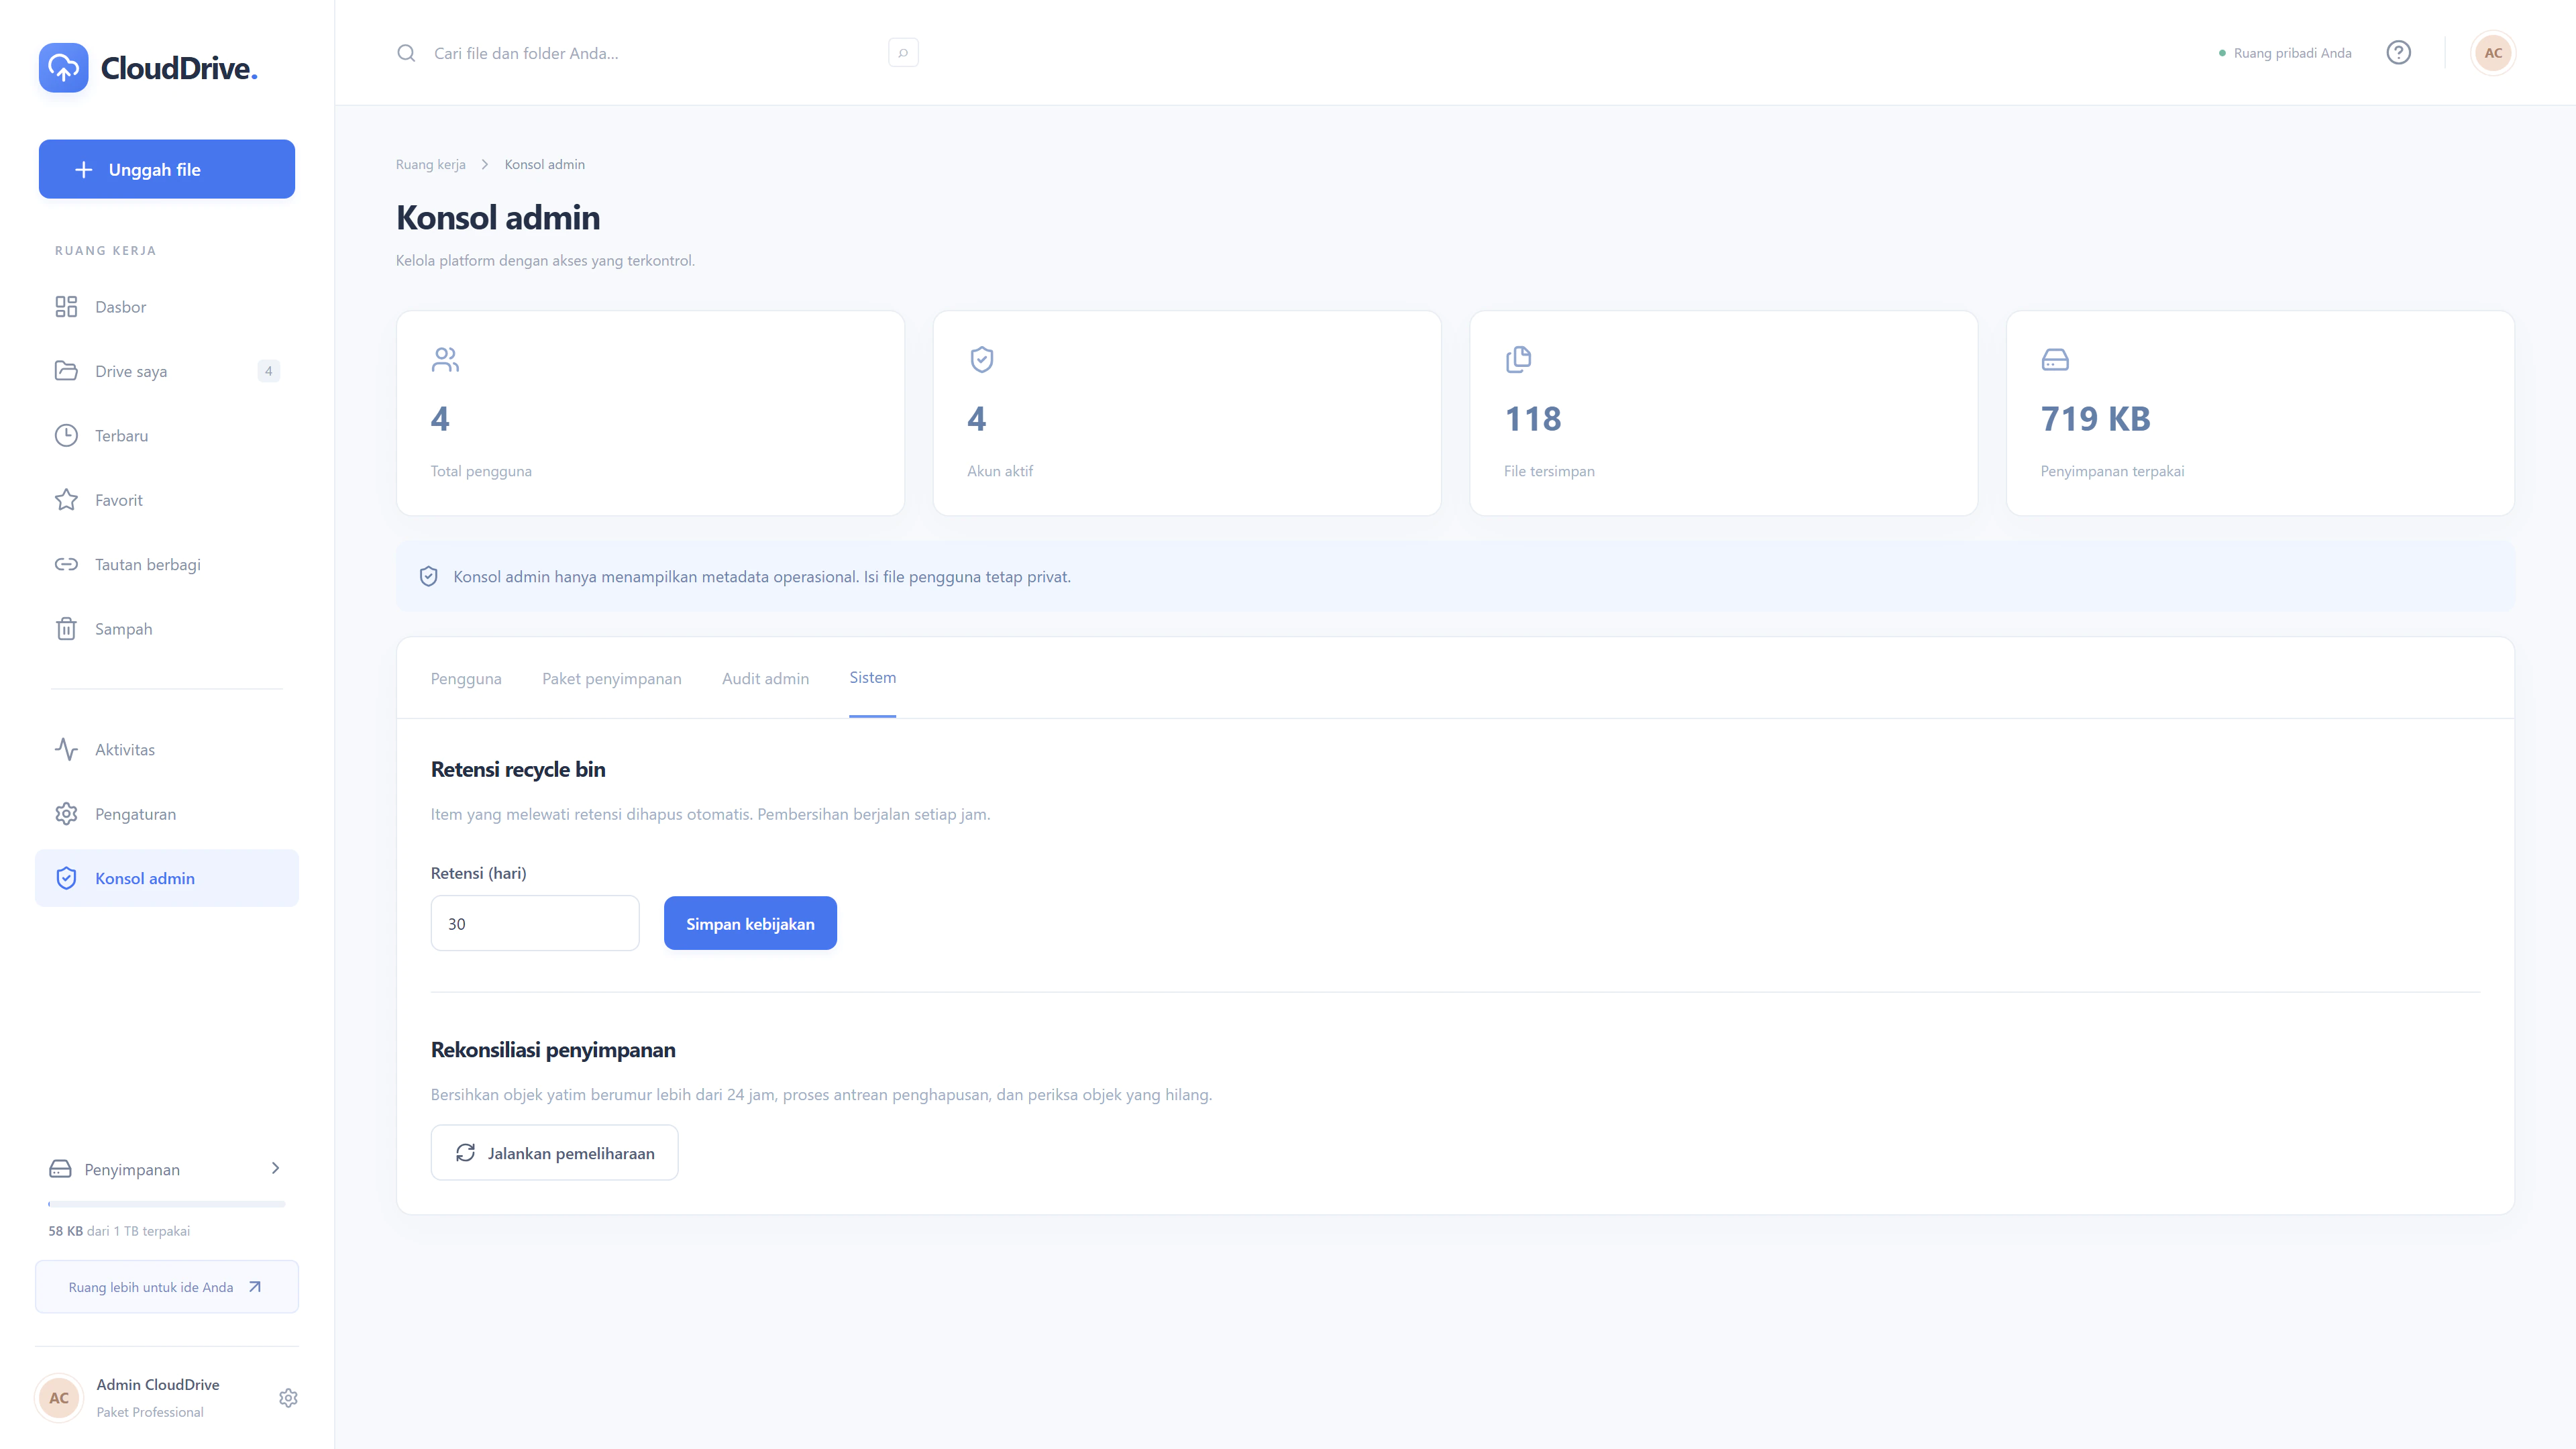 CloudDrive.
Unggah file
RUANG KERJA
Dasbor
Drive saya
4
Terbaru
Favorit
Tautan berbagi
Sampah
Aktivitas
Pengaturan
Konsol admin
Penyimpanan
58 KB dari 1 TB terpakai
Ruang lebih untuk ide Anda
AC
Admin CloudDrive
Paket Professional
Cari file dan folder Anda...
Ruang pribadi Anda
AC
Ruang kerja
Konsol admin
Konsol admin
Kelola platform dengan akses yang terkontrol.
4
Total pengguna
4
Akun aktif
118
File tersimpan
719 KB
Penyimpanan terpakai
Konsol admin hanya menampilkan metadata operasional. Isi file pengguna tetap privat.
Pengguna
Paket penyimpanan
Audit admin
Sistem
Retensi recycle bin
Item yang melewati retensi dihapus otomatis. Pembersihan berjalan setiap jam.
Retensi (hari)
30
Simpan kebijakan
Rekonsiliasi penyimpanan
Bersihkan objek yatim berumur lebih dari 24 jam, proses antrean penghapusan, dan periksa objek yang hilang.
Jalankan pemeliharaan